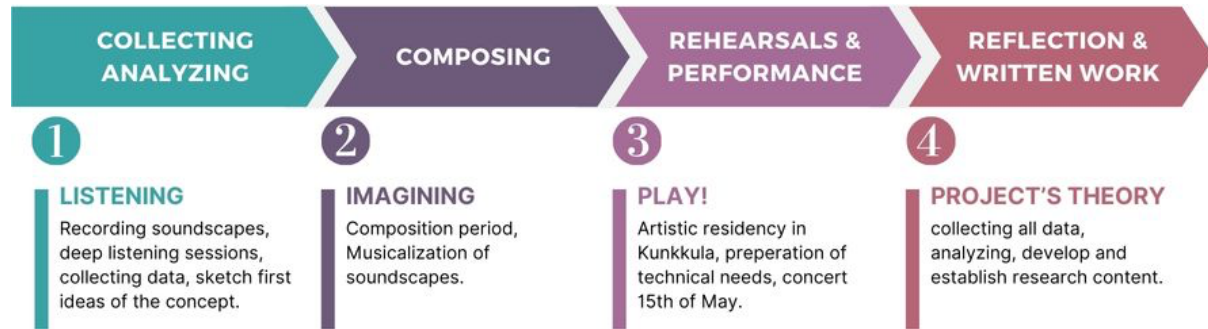 COLLECTING
ANALYZING
COMPOSING
REHEARSALS &
PERFORMANCE
REFLECTION &
WRITTEN WORK
1
LISTENING
Recording soundscapes,
deep listening sessions,
collecting data, sketch first
ideas of the concept.
2
IMAGINING
Composition period,
Musicalization of
soundscapes.
3
PLAY!
Artistic residency in
Kunkkula, preperation of
technical needs, concert
15th of May.
4
PROJECT'S THEORY
collecting all data,
analyzing, develop and
establish research content.